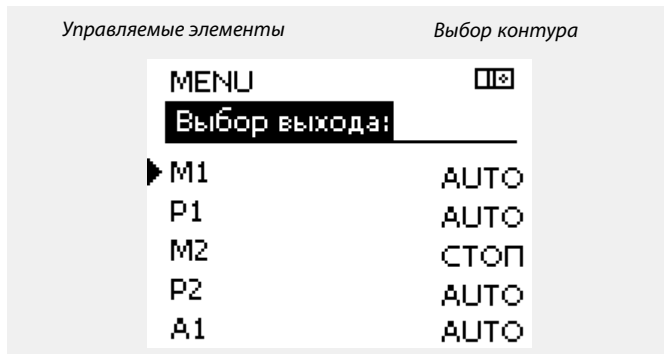 Управляемые элементы Выбор контура
MENU
Выбор выхода:
M1 AUTO
P1 AUTO
M2 СТОП
P2 AUTO
A1 AUTO